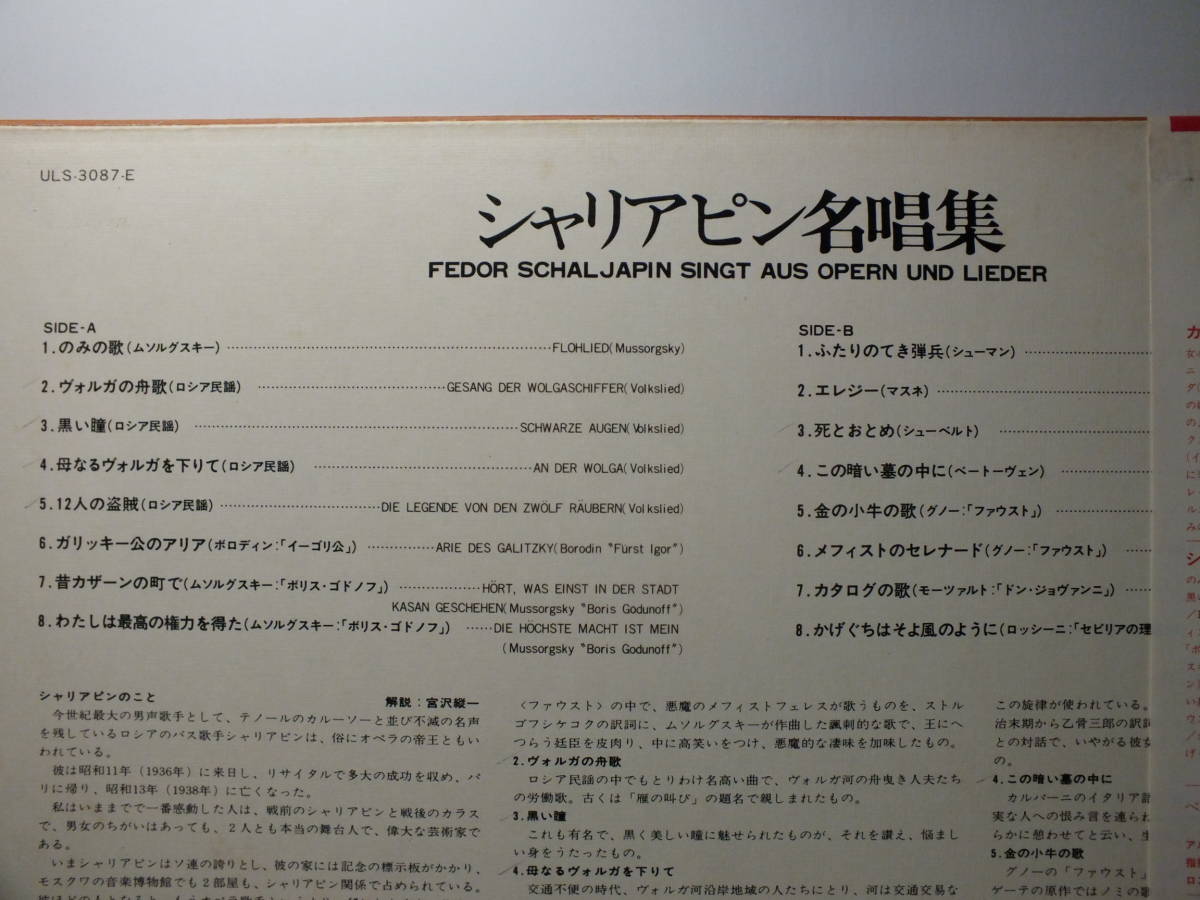 ULS-3087-E
シャリアピン名唱集
FEDOR SCHALJAPIN SINGT AUS OPERN UND LIEDER
SIDE-A
1.のみの歌(ムソルグスキー)……FLOHLIED(Mussorgsky)
2.ヴォルガの舟歌(ロシア民謡)……GESANG DER WOLGASCHIFFER(Volkslied)
3.黒い瞳(ロシア民謡)……SCHWARZE AUGEN(Volkslied)
4.母なるヴォルガを下りて(ロシア民謡)……AN DER WOLGA(Volkslied)
5.12人の盗賊(ロシア民謡)……DIE LEGENDE VON DEN ZWÖLF RÄUBERN(Volkslied)
6.ガリッキー公のアリア(ボロディン:「イーゴリ公」)……ARIE DES GALITZKY(Borodin "Fürst Igor")
7.昔カザーンの町で(ムソルグスキー:「ボリス・ゴドノフ」)……HÖRT, WAS EINST IN DER STADT
KASAN GESCHEHEN(Mussorgsky "Boris Godunoff")
8.わたしは最高の権力を得た(ムソルグスキー:「ボリス・ゴドノフ」)……DIE HÖCHSTE MACHT IST MEIN
(Mussorgsky "Boris Godunoff")
SIDE-B
1.ふたりのてき弾兵(シューマン)……
2.エレジー(マスネ)……
3.死とおとめ(シューベルト)……
4.この暗い墓の中に(ベートーヴェン)……
5.金の小牛の歌(グノー:「ファウスト」)……
6.メフィストのセレナード(グノー:「ファウスト」)……
7.カタログの歌(モーツァルト:「ドン・ジョヴァンニ」)……
8.かげぐちはそよ風のように(ロッシーニ:「セビリアの理
シャリアピンのこと
解説:宮沢縦一
今世紀最大の男声歌手として、テノールのカルーソーと並び不滅の名声
を残しているロシアのバス歌手シャリアピンは、俗にオペラの帝王ともい
われている。
彼は昭和11年(1936年)に来日し、リサイタルで多大の成功を収め、パ
リに帰り、昭和13年(1938年)に亡くなった。
私はいままでで一番感動した人は、戦前のシャリアピンと戦後のカラス
で、男女のちがいはあっても、2人とも本当の舞台人で、偉大な芸術家で
ある。
いまシャリアピンはソ連の誇りとし、彼の家には記念の標示板がかかり、
モスクワの音楽博物館でも2部屋も、シャリアピン関係で占められている。
〈ファウスト〉の中で、悪魔のメフィストフェレスが歌うものを、ストル
ゴフシケコクの訳詞に、ムソルグスキーが作曲した諷刺的な歌で、王にへ
つらう廷臣を皮肉り、中に高笑いをつけ、悪魔的な凄味を加味したもの。
2.ヴォルガの舟歌
ロシア民謡の中でもとりわけ名高い曲で、ヴォルガ河の舟曳き人夫たち
の労働歌。古くは「雁の叫び」の題名で親しまれたもの。
3.黒い瞳
これも有名で、黒く美しい瞳に魅せられたものが、それを讃え、悩まし
い身をうたったもの。
4.母なるヴォルガを下りて
交通不便の時代、ヴォルガ河沿岸地域の人たちにとり、河は交通交易な
この旋律が使われている。
治末期から乙骨三郎の訳詞
との対話で、いやがる彼女
4.この暗い墓の中に
カルパーニのイタリア語
実な人への恨み言を連られ
らかに憩わせてと云い、生
5.金の小牛の歌
グノーの「ファウスト」
ゲーテの原作ではノミの歌